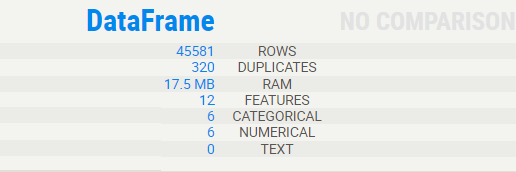 DataFrame NO COMPARISON
45581 ROWS
320 DUPLICATES
17.5 MB RAM
12 FEATURES
6 CATEGORICAL
6 NUMERICAL
0 TEXT